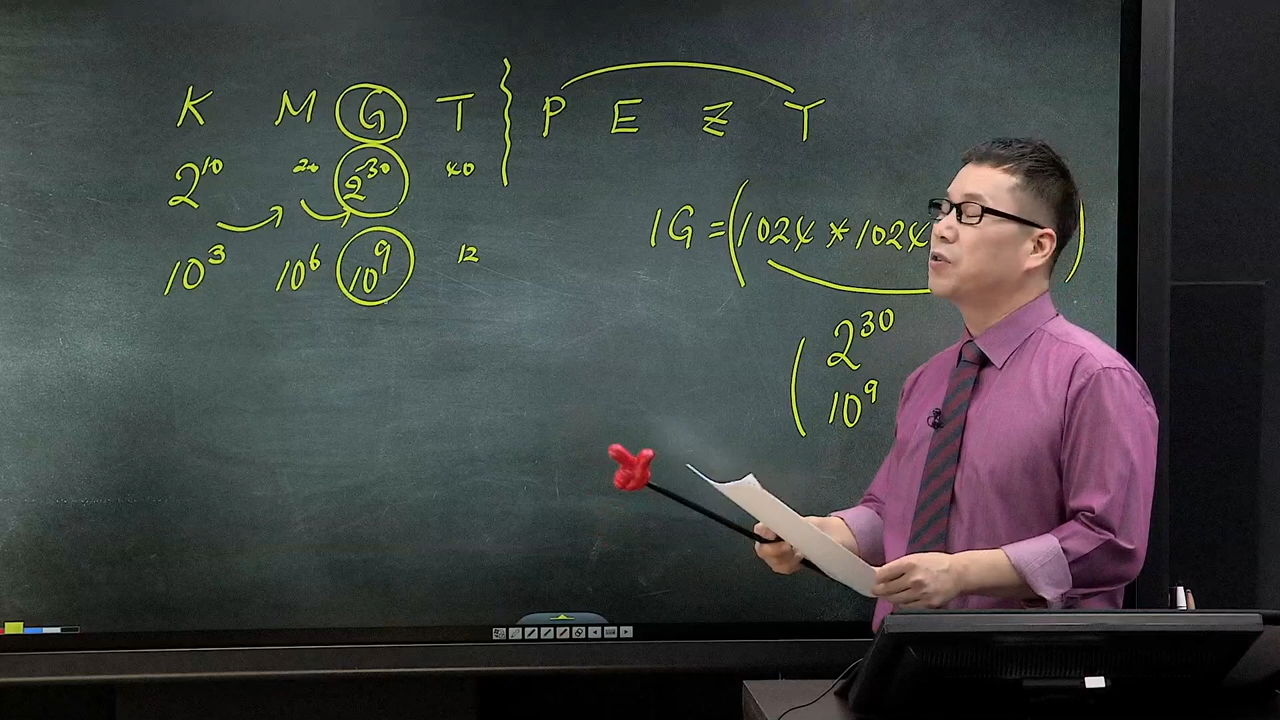 K M G T P E Z Y
2^10 20 2^30 40
10^3 10^6 10^9 12
1G = (1024 * 1024 )
2^30
10^9